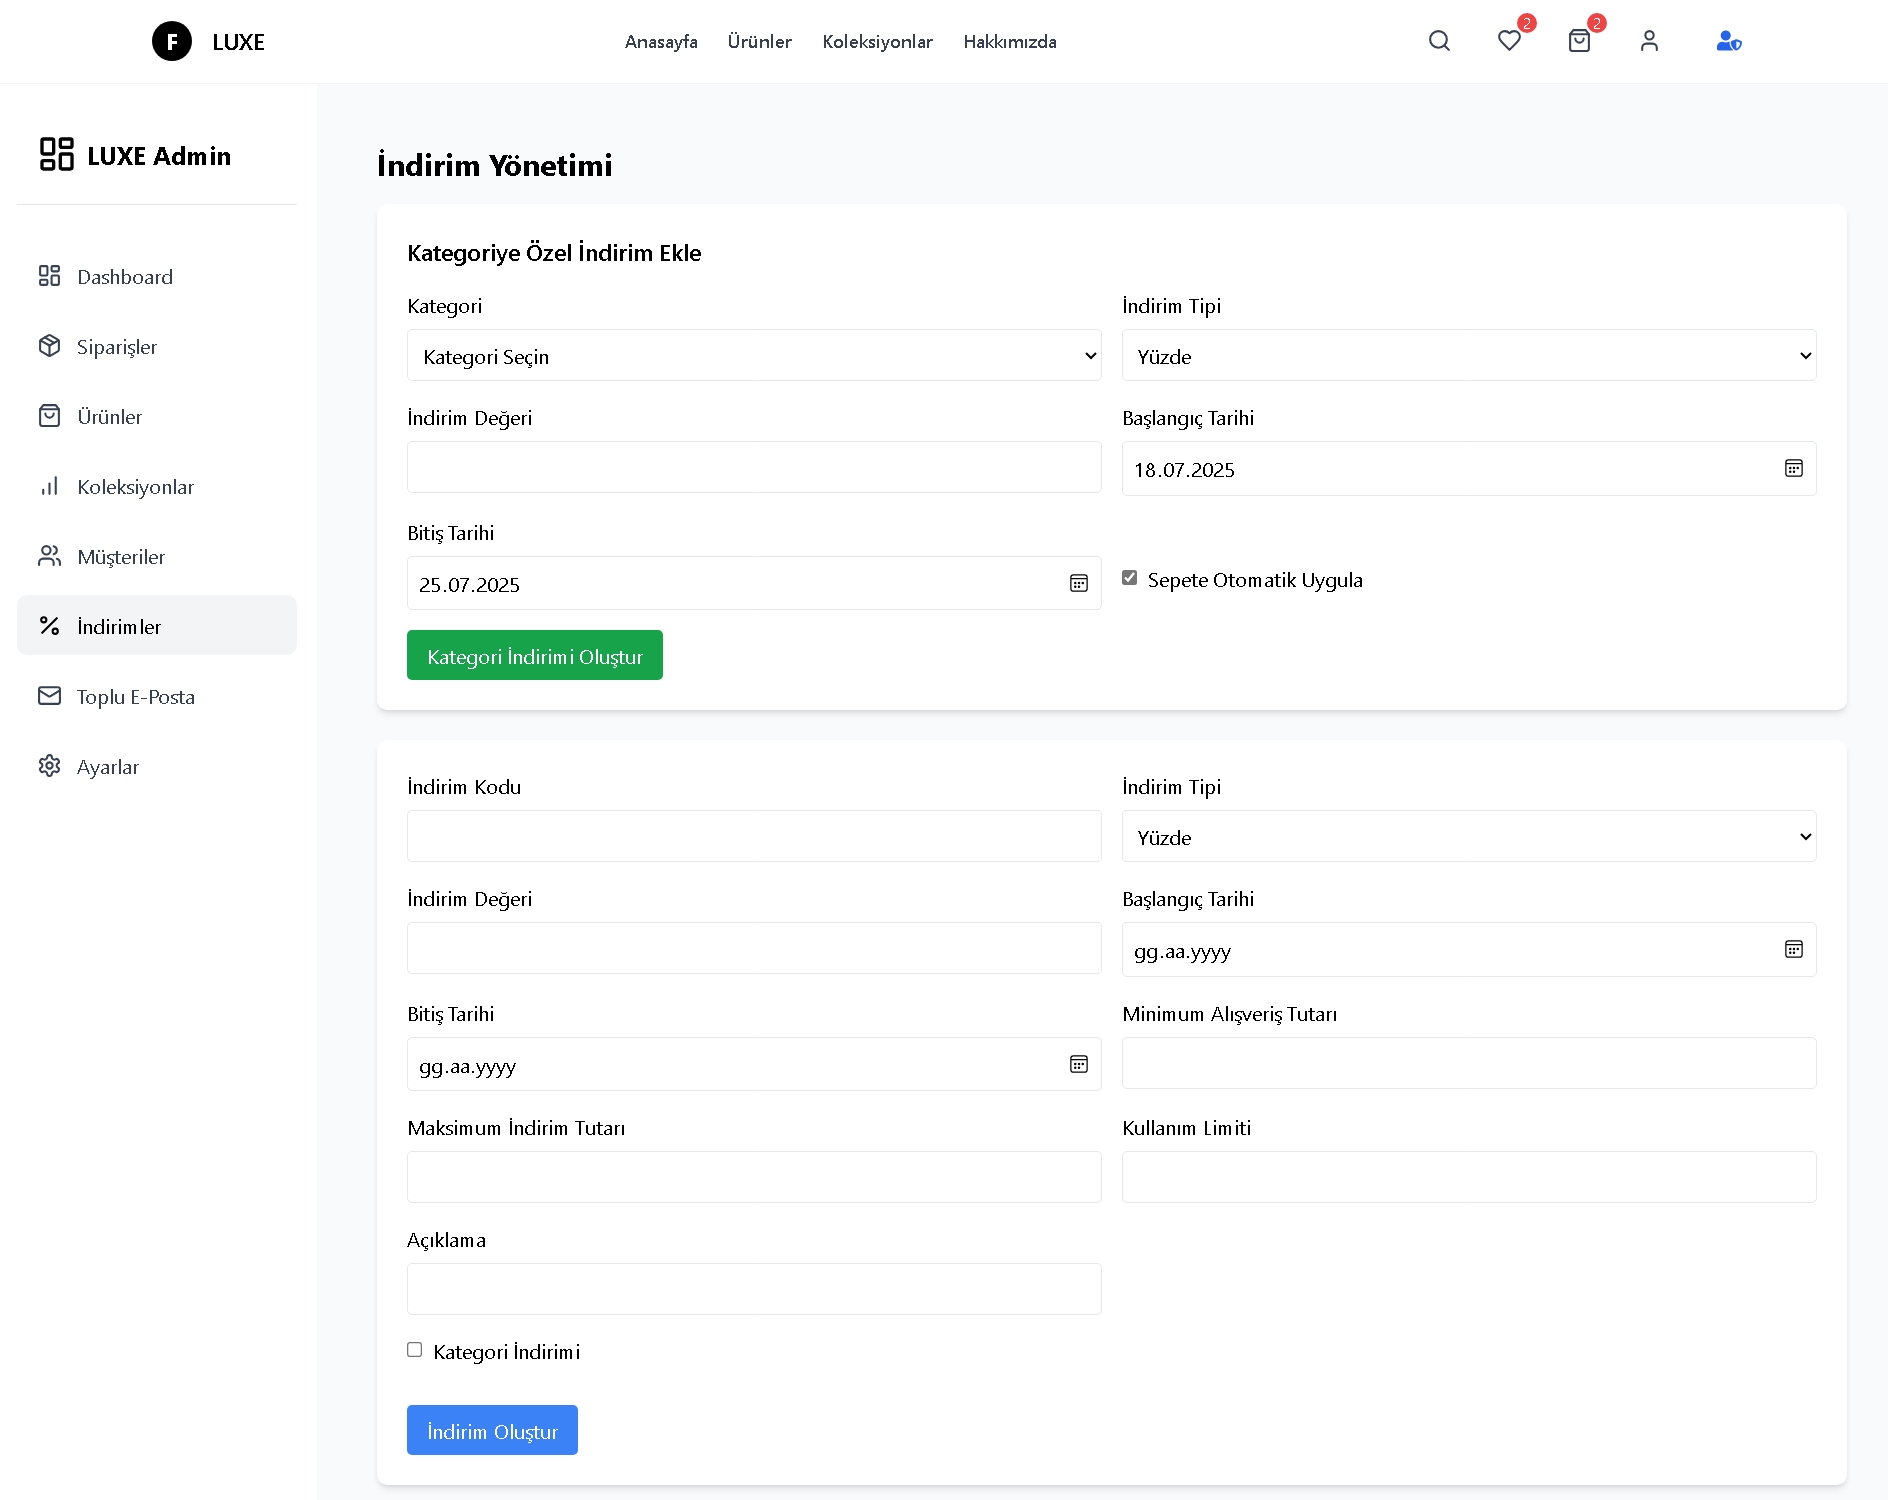 F LUXE
Anasayfa Ürünler Koleksiyonlar Hakkımızda
2 2
LUXE Admin
Dashboard
Siparişler
Ürünler
Koleksiyonlar
Müşteriler
İndirimler
Toplu E-Posta
Ayarlar
İndirim Yönetimi
Kategoriye Özel İndirim Ekle
Kategori İndirim Tipi
Kategori Seçin Yüzde
İndirim Değeri Başlangıç Tarihi
18.07.2025
Bitiş Tarihi
25.07.2025 Sepete Otomatik Uygula
Kategori İndirimi Oluştur
İndirim Kodu İndirim Tipi
Yüzde
İndirim Değeri Başlangıç Tarihi
gg.aa.yyyy
Bitiş Tarihi Minimum Alışveriş Tutarı
gg.aa.yyyy
Maksimum İndirim Tutarı Kullanım Limiti
Açıklama
Kategori İndirimi
İndirim Oluştur